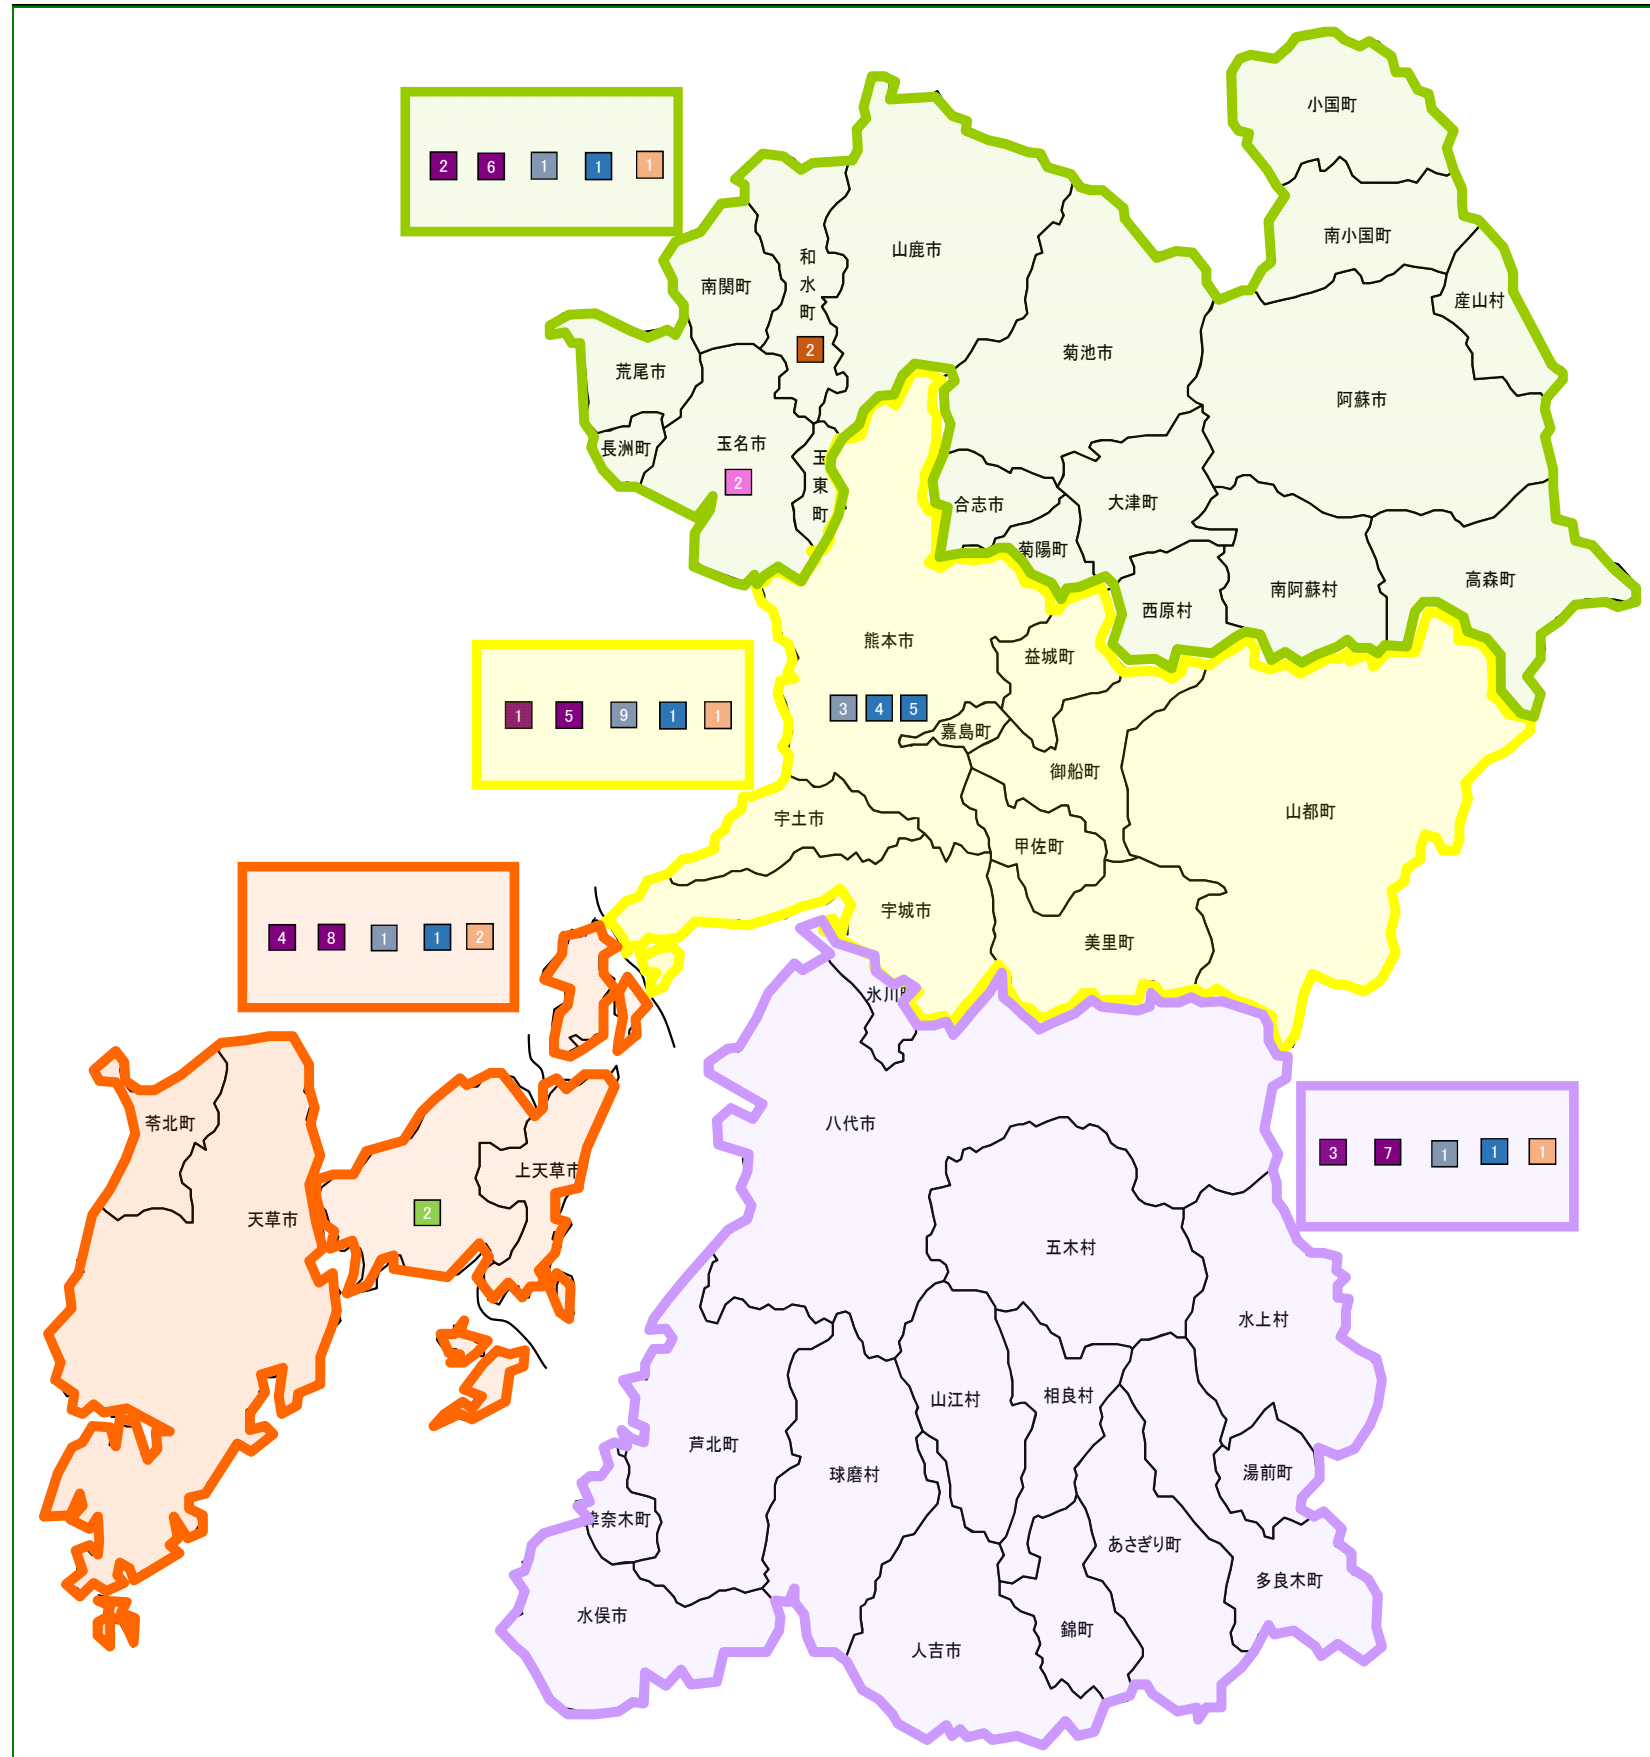 小国町
2 6 1 1 1
南小国町
山鹿市
和水町
南関町
産山村
2
菊池市
荒尾市
阿蘇市
玉名市
長洲町
玉東町
2
大津町
合志市
菊陽町
高森町
南阿蘇村
西原村
熊本市
益城町
3 4 5
1 5 9 1 1
嘉島町
御船町
山都町
宇土市
甲佐町
宇城市
4 8 1 1 2
美里町
氷川町
苓北町
八代市
3 7 1 1 1
上天草市
2
天草市
五木村
水上村
相良村
山江村
芦北町
球磨村
湯前町
津奈木町
あさぎり町
多良木町
水俣市
錦町
人吉市